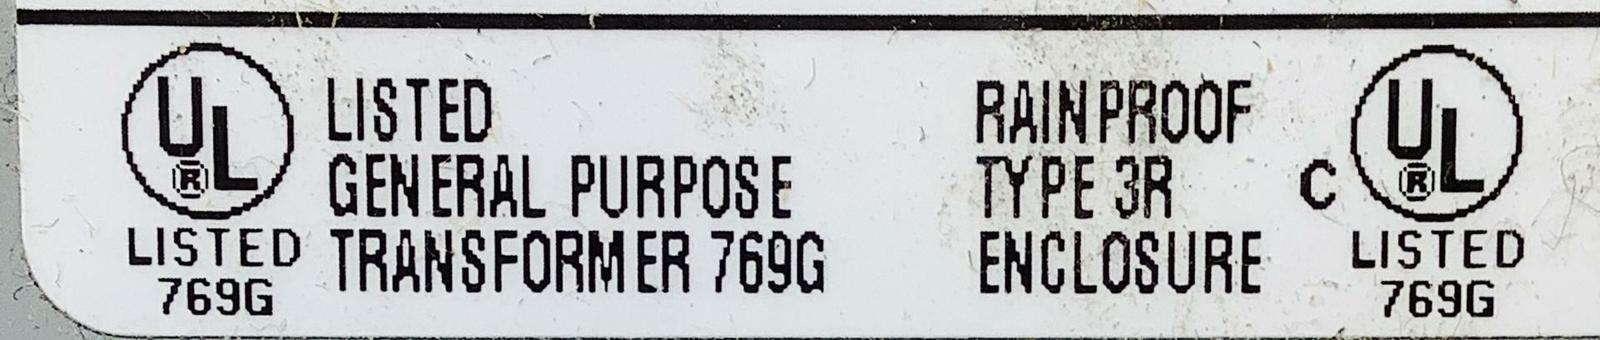 UL
®
LISTED
769G
LISTED
GENERAL PURPOSE
TRANSFORMER 769G
RAINPROOF
TYPE 3R
ENCLOSURE
C UL
®
LISTED
769G